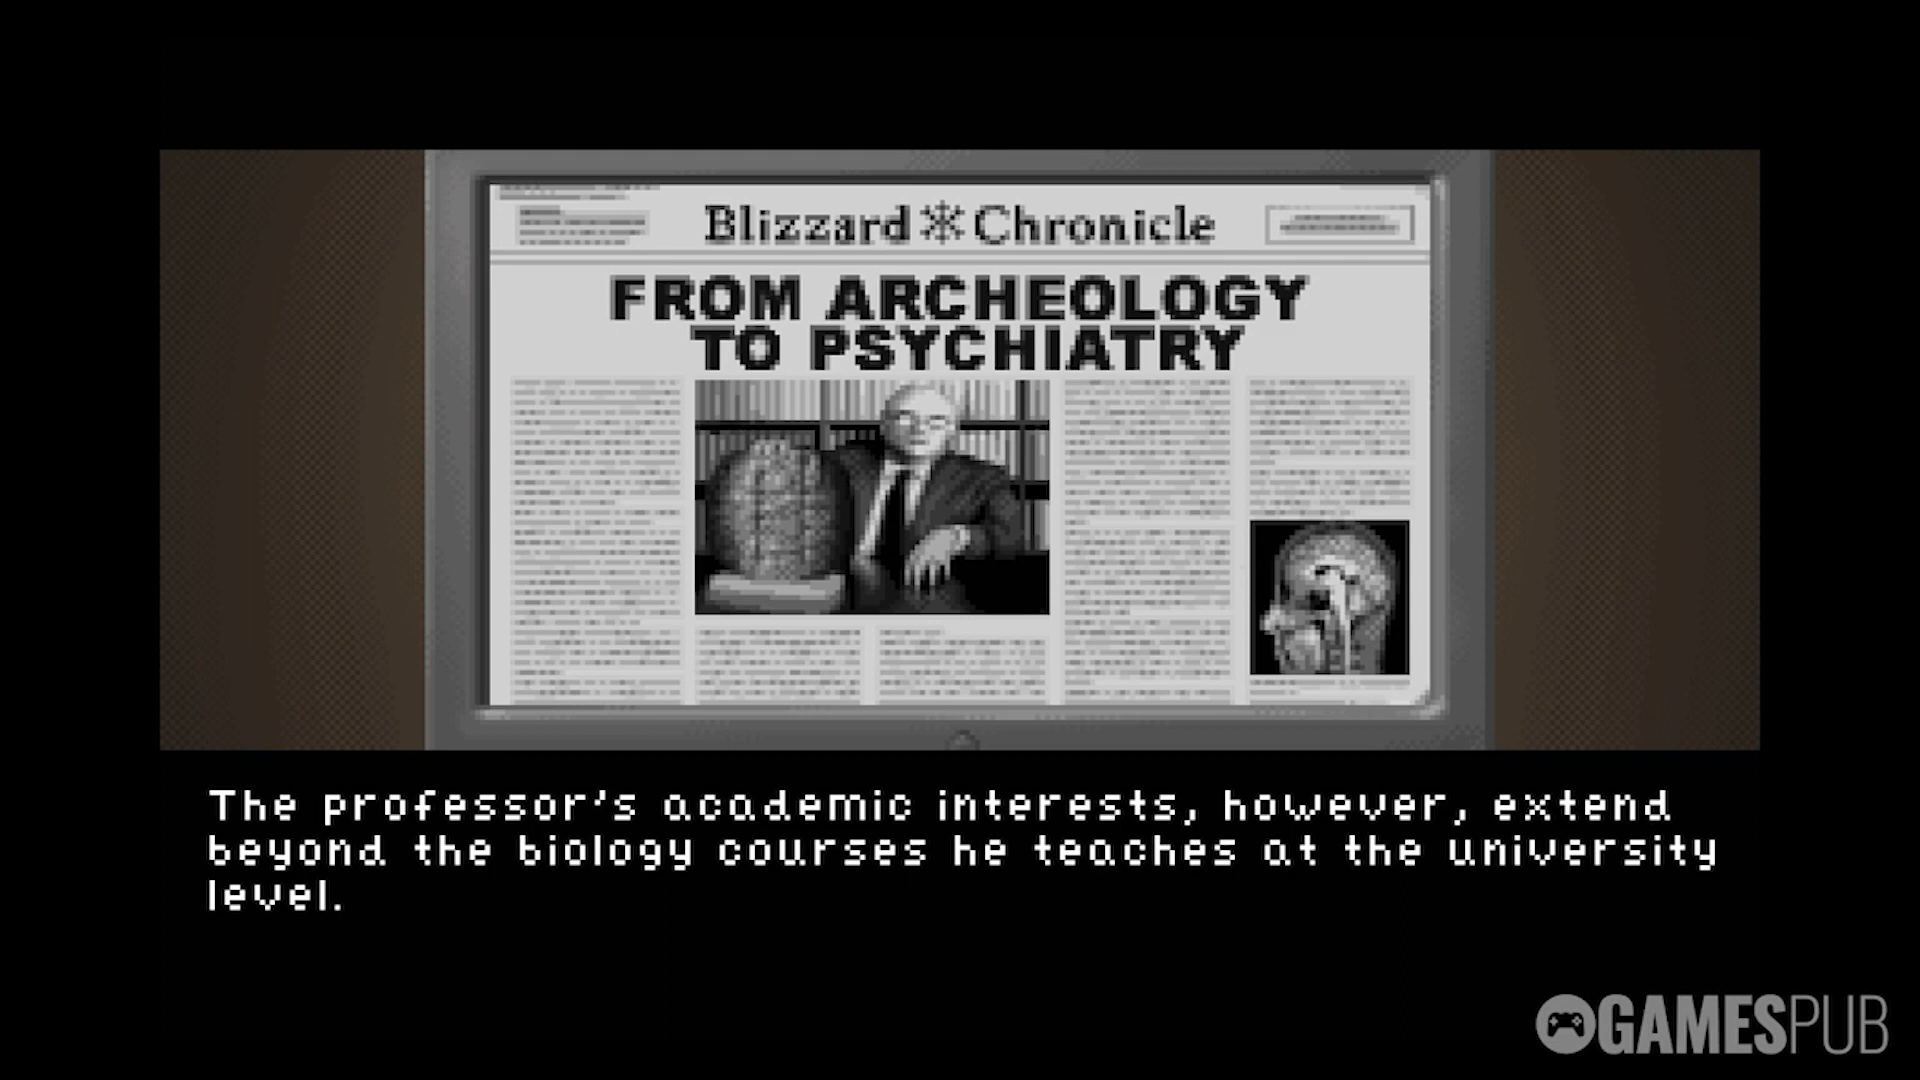 Blizzard Chronicle
FROM ARCHEOLOGY
TO PSYCHIATRY
The professor's academic interests, however, extend
beyond the biology courses he teaches at the university
level.
GAMESPUB